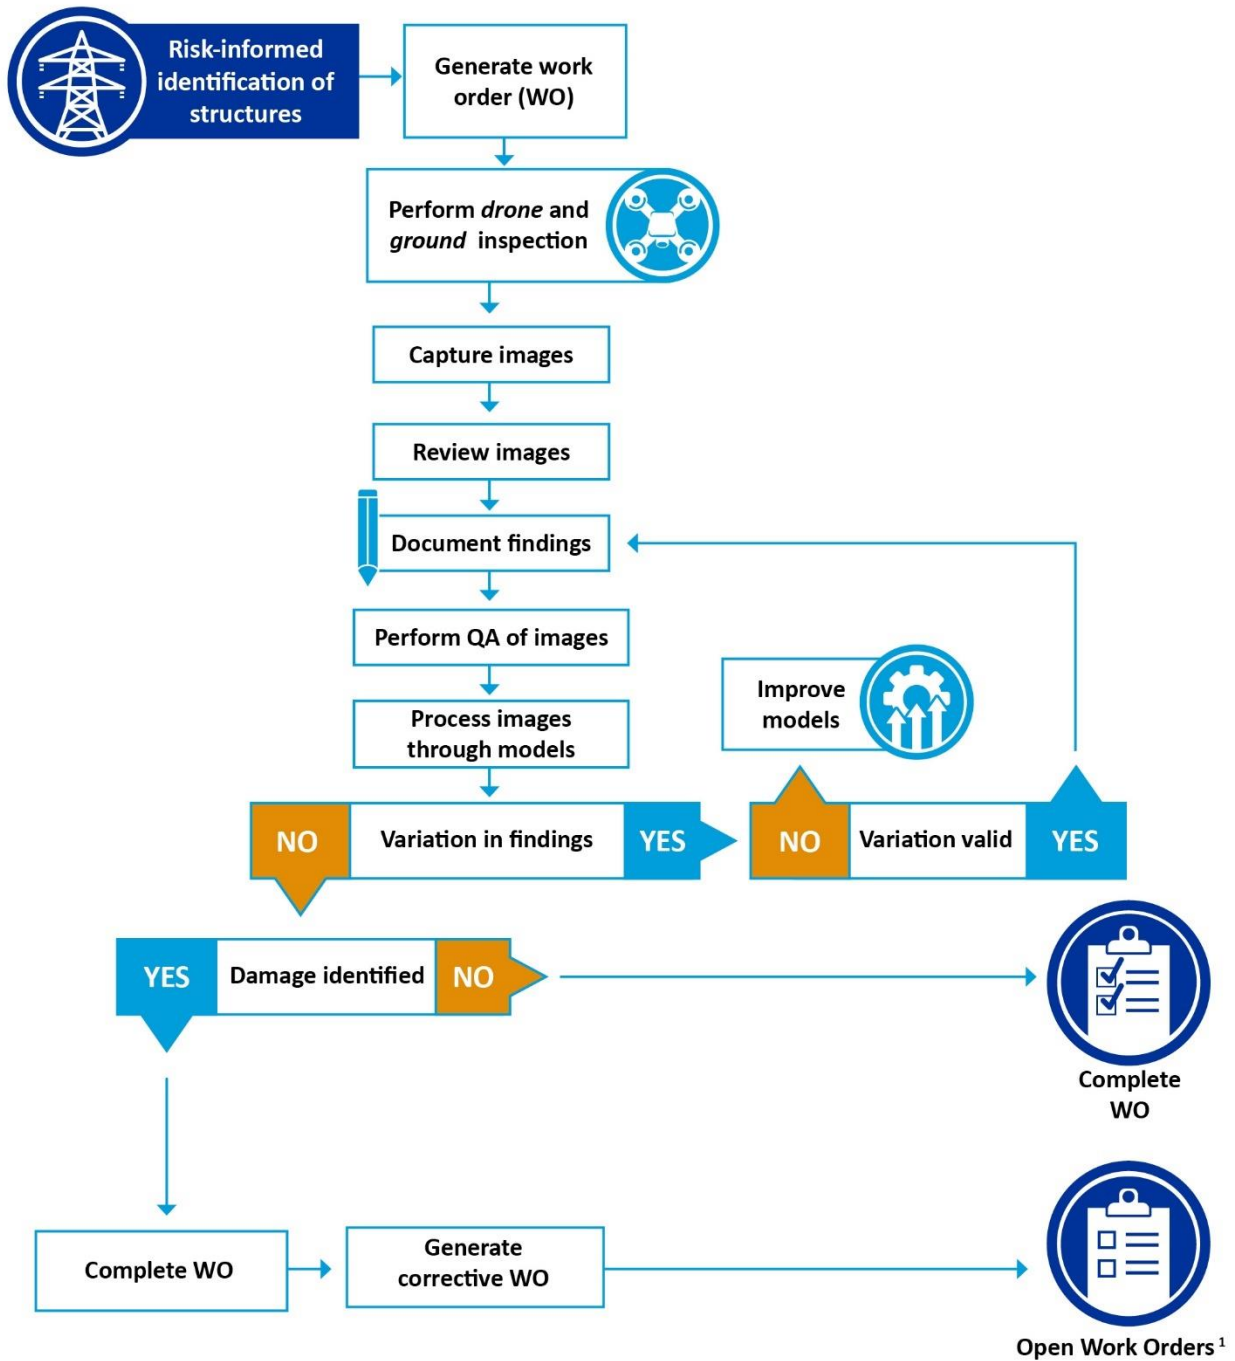 Risk-informed
identification of
structures
Generate work
order (WO)
Perform drone and
ground inspection
Capture images
Review images
Document findings
Perform QA of images
Process images
through models
Improve
models
NO
Variation in findings
YES
NO
Variation valid
YES
YES
Damage identified
NO
Complete
WO
Complete WO
Generate
corrective WO
Open Work Orders¹